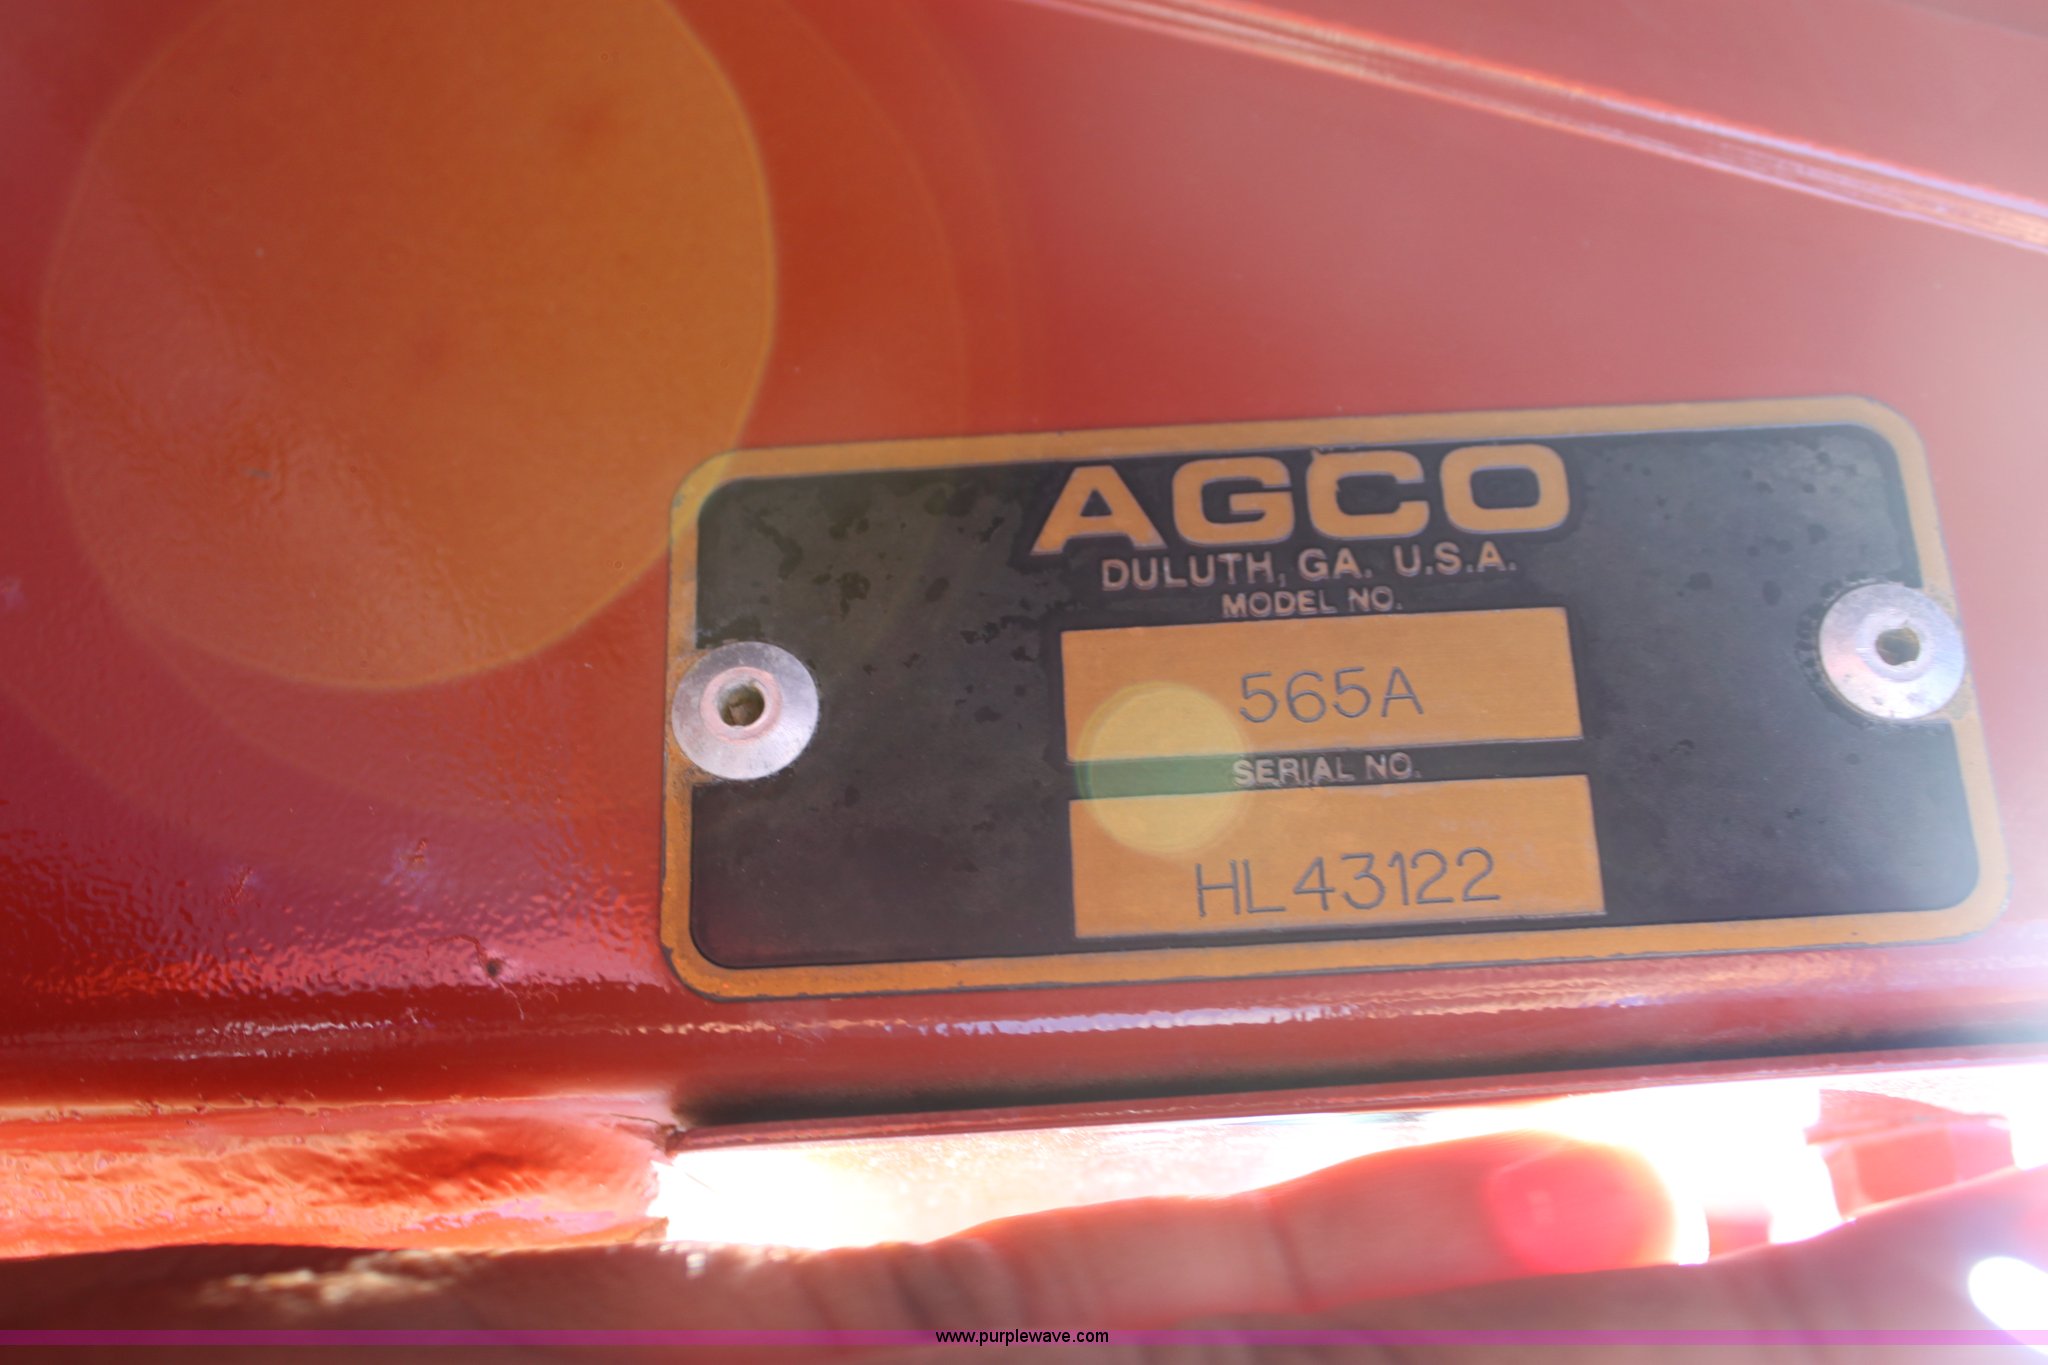 AGCO
DULUTH, GA. U.S.A.
MODEL NO.
565A
SERIAL NO.
HL43122
www.purplewave.com